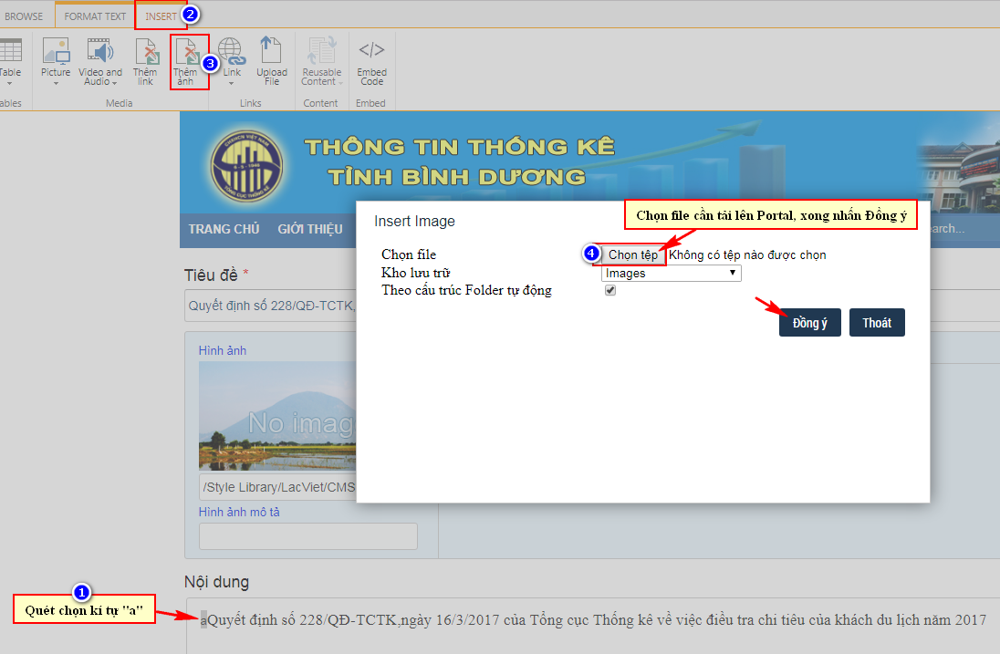 BROWSE
FORMAT TEXT
INSERT
2
Table
Picture
Video and
Audio
Thêm
link
Thêm
ảnh
3
Link
Upload
File
Reusable
Content
Embed
Code
ables
Media
Links
Content
Embed
THÔNG TIN THỐNG KÊ
TỈNH BÌNH DƯƠNG
TRANG CHỦ
GIỚI THIỆU
earch...
Insert Image
Chọn file cần tải lên Portal, xong nhấn Đồng ý
Chọn file
4
Chọn tệp
Không có tệp nào được chọn
Kho lưu trữ
Images
Theo cấu trúc Folder tự động
Đồng ý
Thoát
Tiêu đề *
Quyết định số 228/QĐ-TCTK,
Hình ảnh
No imag
/Style Library/LacViet/CMS
Hình ảnh mô tả
Nội dung
1
Quét chọn kí tự "a"
aQuyết định số 228/QĐ-TCTK,ngày 16/3/2017 của Tổng cục Thống kê về việc điều tra chi tiêu của khách du lịch năm 2017